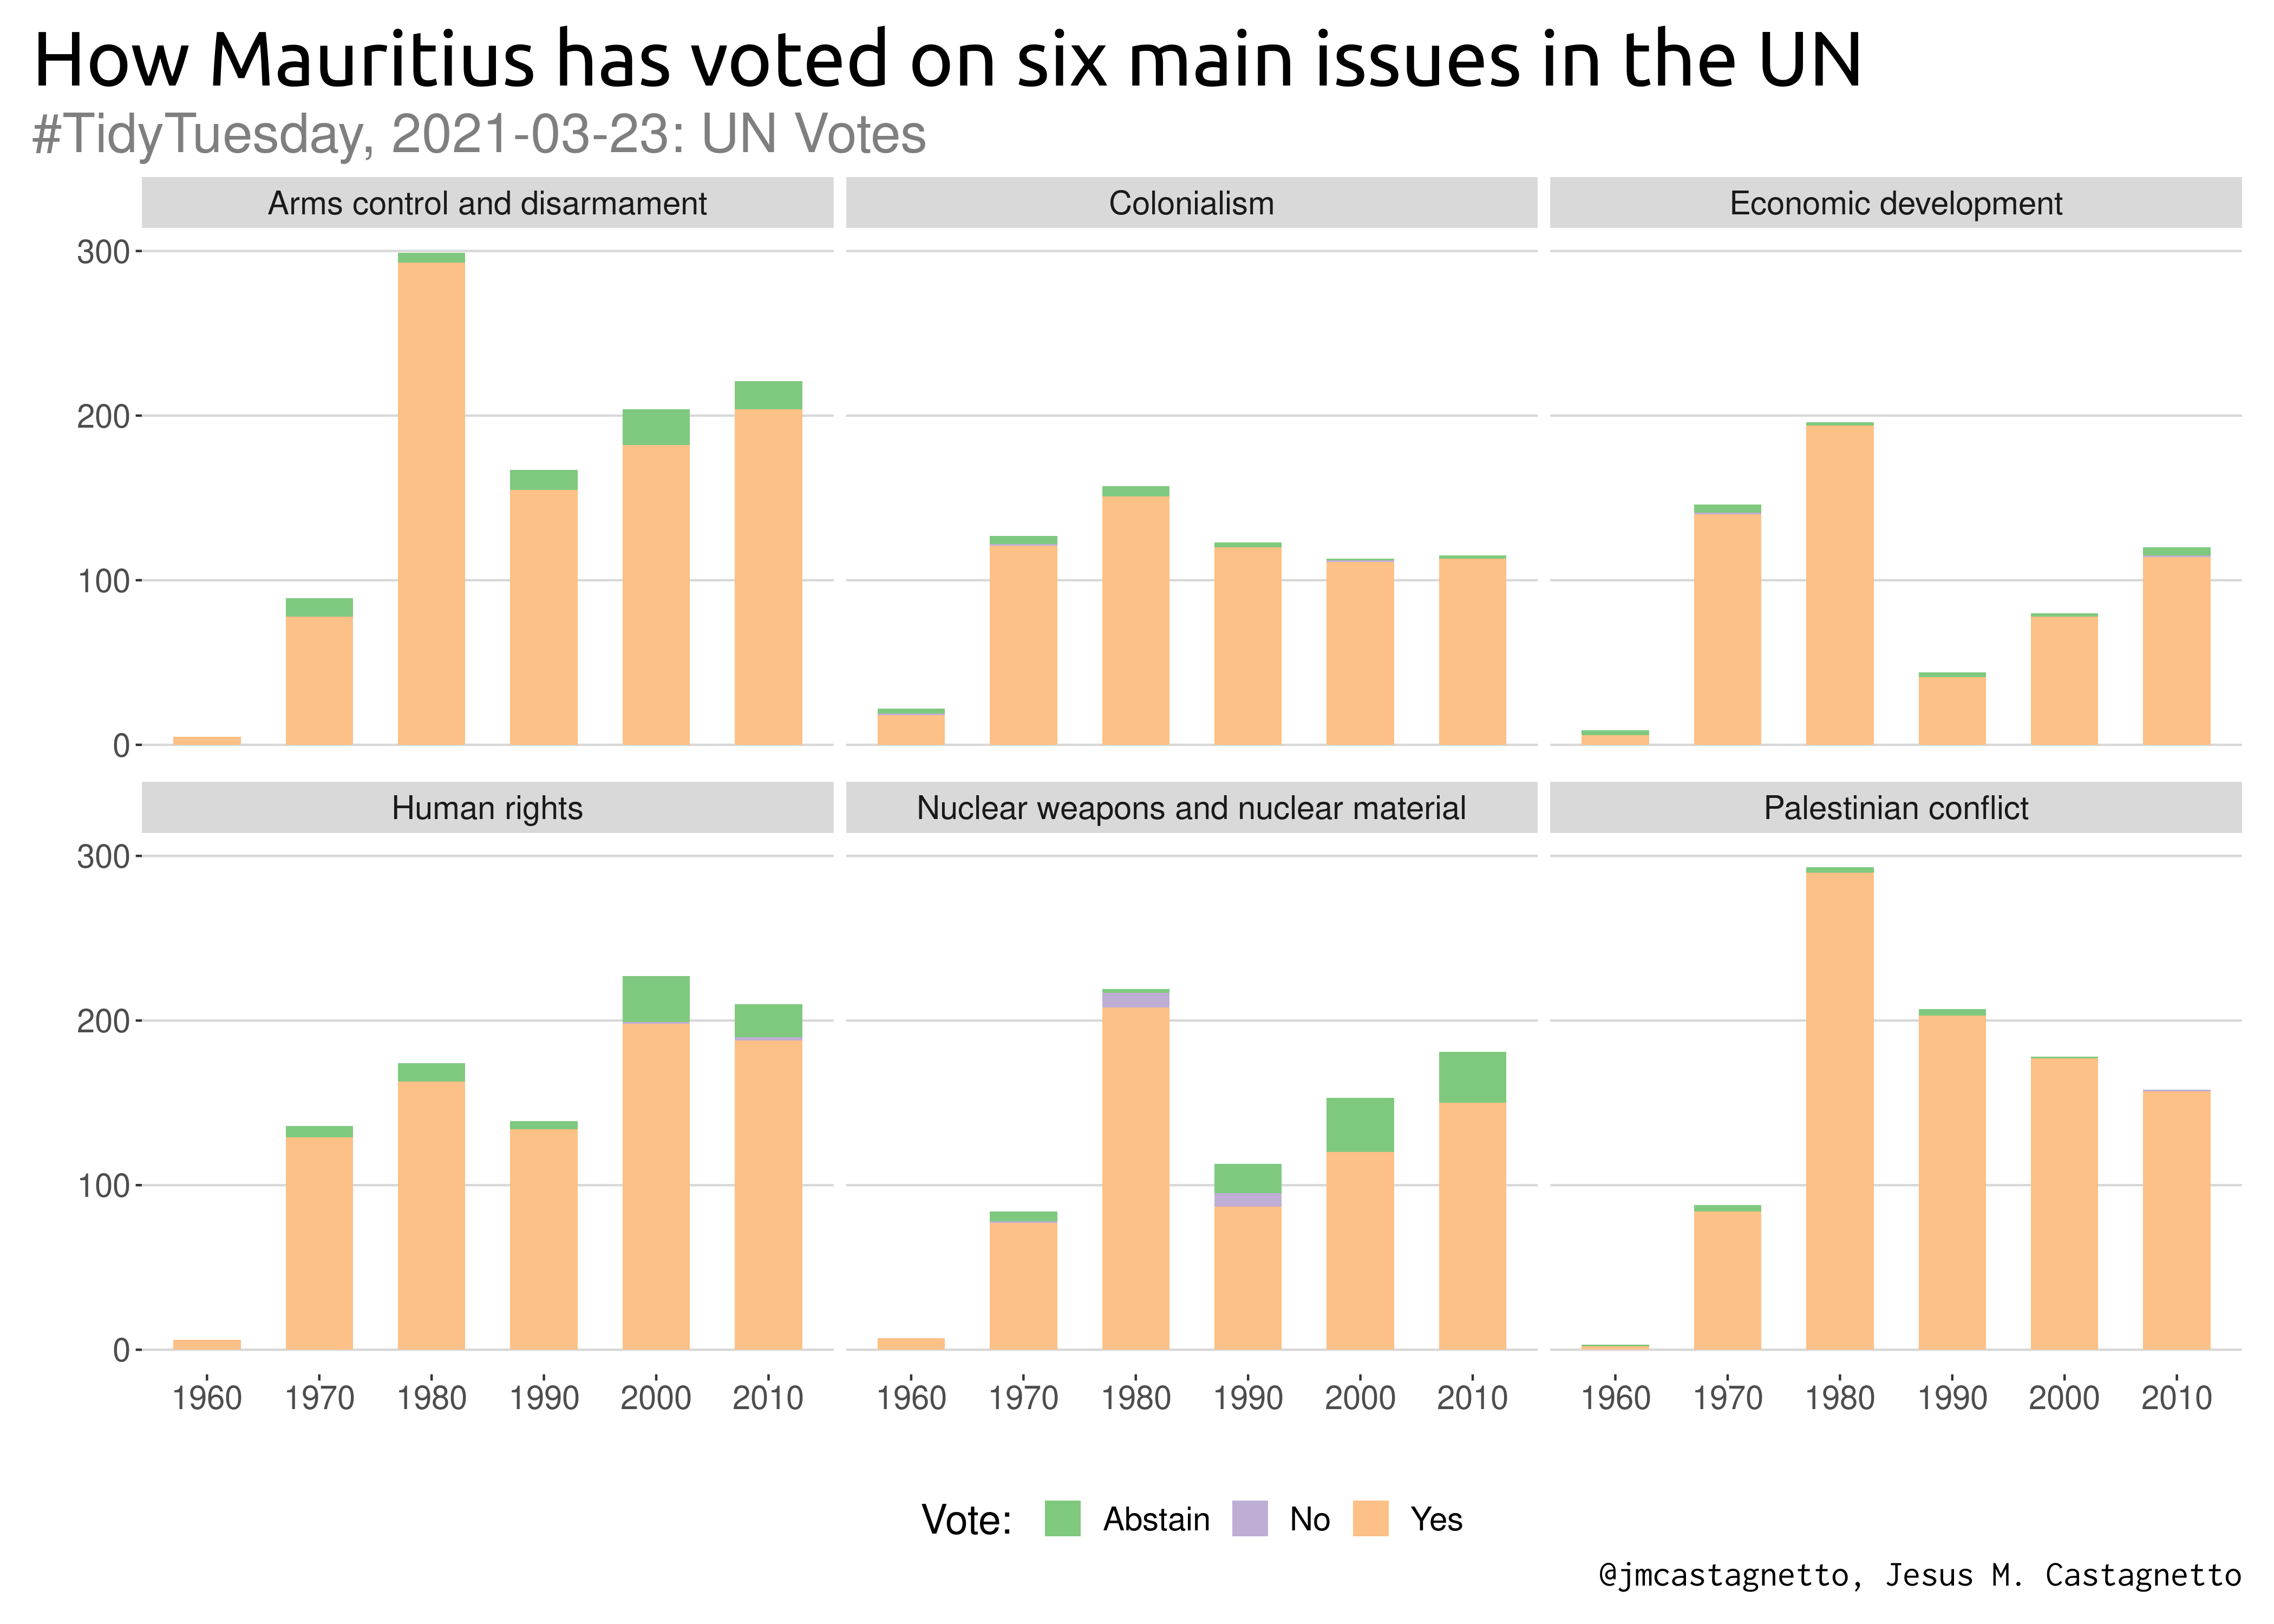 How Mauritius has voted on six main issues in the UN
#TidyTuesday, 2021-03-23: UN Votes
Arms control and disarmament
Colonialism
Economic development
300
200
100
0
Human rights
Nuclear weapons and nuclear material
Palestinian conflict
300
200
100
0
1960 1970 1980 1990 2000 2010
1960 1970 1980 1990 2000 2010
1960 1970 1980 1990 2000 2010
Vote: Abstain No Yes
@jmcastagnetto, Jesus M. Castagnetto